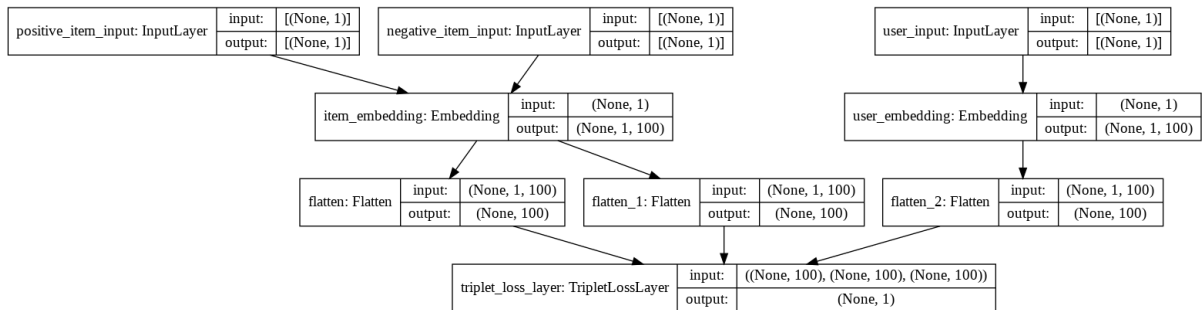 positive_item_input: InputLayer
input:
[(None, 1)]
output:
[(None, 1)]
negative_item_input: InputLayer
input:
[(None, 1)]
output:
[(None, 1)]
user_input: InputLayer
input:
[(None, 1)]
output:
[(None, 1)]
item_embedding: Embedding
input:
(None, 1)
output:
(None, 1, 100)
user_embedding: Embedding
input:
(None, 1)
output:
(None, 1, 100)
flatten: Flatten
input:
(None, 1, 100)
output:
(None, 100)
flatten_1: Flatten
input:
(None, 1, 100)
output:
(None, 100)
flatten_2: Flatten
input:
(None, 1, 100)
output:
(None, 100)
triplet_loss_layer: TripletLossLayer
input:
((None, 100), (None, 100), (None, 100))
output:
(None, 1)